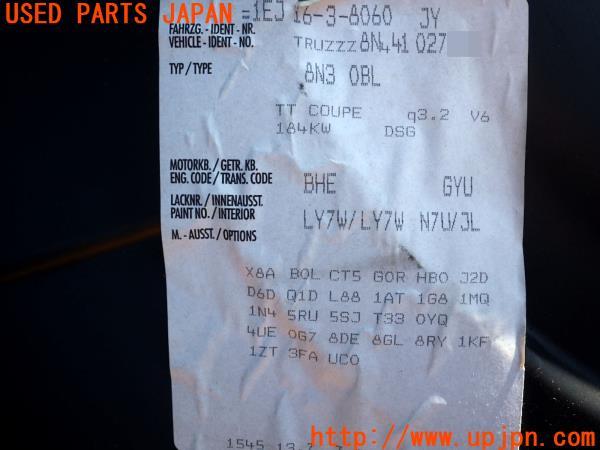 USED PARTS JAPAN
-1EJ 16-3-8060 JY
FAHRZG. - IDENT - NR.
VEHICLE - IDENT - NO.
TRUZZZ8N441027
TYP / TYPE
8N3 0BL
TT COUPE q3.2 V6
184KW DSG
MOTORKB. / GETR. KB.
ENG. CODE / TRANS. CODE
BHE GYU
LACKNR. / INNENAUSST.
PAINT NO. / INTERIOR
LY7W/LY7W N7U/JL
M. - AUSST. / OPTIONS
X8A B0L CT5 G0R HB0 J2D
D6D Q1D L88 1AT 1G8 1MQ
1N4 5RU 5SJ T33 0YQ
4UE 0G7 8DE 8GL 8RY 1KF
1ZT 3FA UC0
1545 13
http://www.upjpn.com